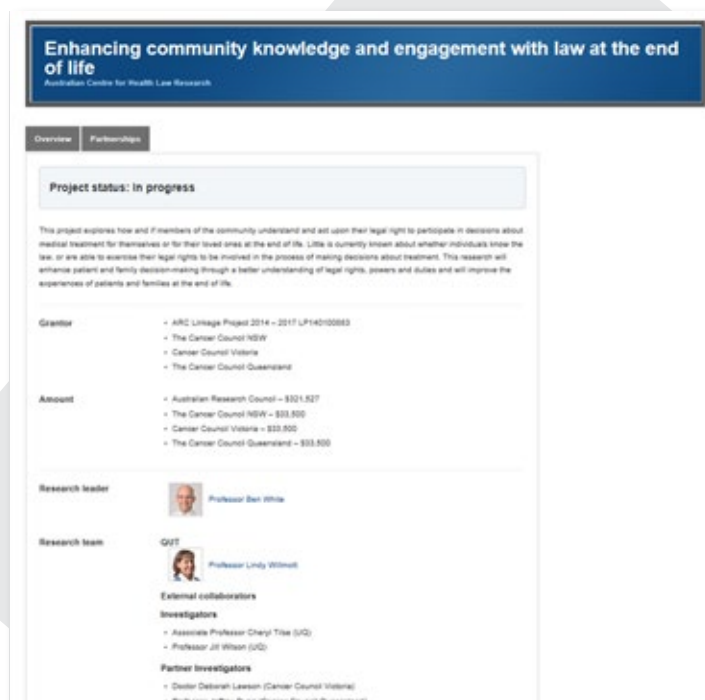 Enhancing community knowledge and engagement with law at the end
of life
Australian Centre for Health Law Research
Overview Partnerships
Project status: in progress
This project explores how and if members of the community understand and act upon their legal right to participate in decisions about
medical treatment for themselves or for their loved ones at the end of life. Little is currently known about whether individuals know the
law, or are able to exercise their legal rights to be involved in the process of making decisions about treatment. This research will
enhance patient and family decision-making through a better understanding of legal rights, powers and duties and will improve the
experiences of patients and families at the end of life.
Grantor
• ARC Linkage Project 2014 – 2017 LP140100883
• The Cancer Council NSW
• Cancer Council Victoria
• The Cancer Council Queensland
Amount
• Australian Research Council – $321,527
• The Cancer Council NSW – $33,500
• Cancer Council Victoria – $33,500
• The Cancer Council Queensland – $33,500
Research leader
Professor Ben White
Research team
QUT
Professor Lindy Willmott
External collaborators
Investigators
• Associate Professor Cheryl Tilse (UQ)
• Professor Jill Wilson (UQ)
Partner Investigators
• Doctor Deborah Lawson (Cancer Council Victoria)